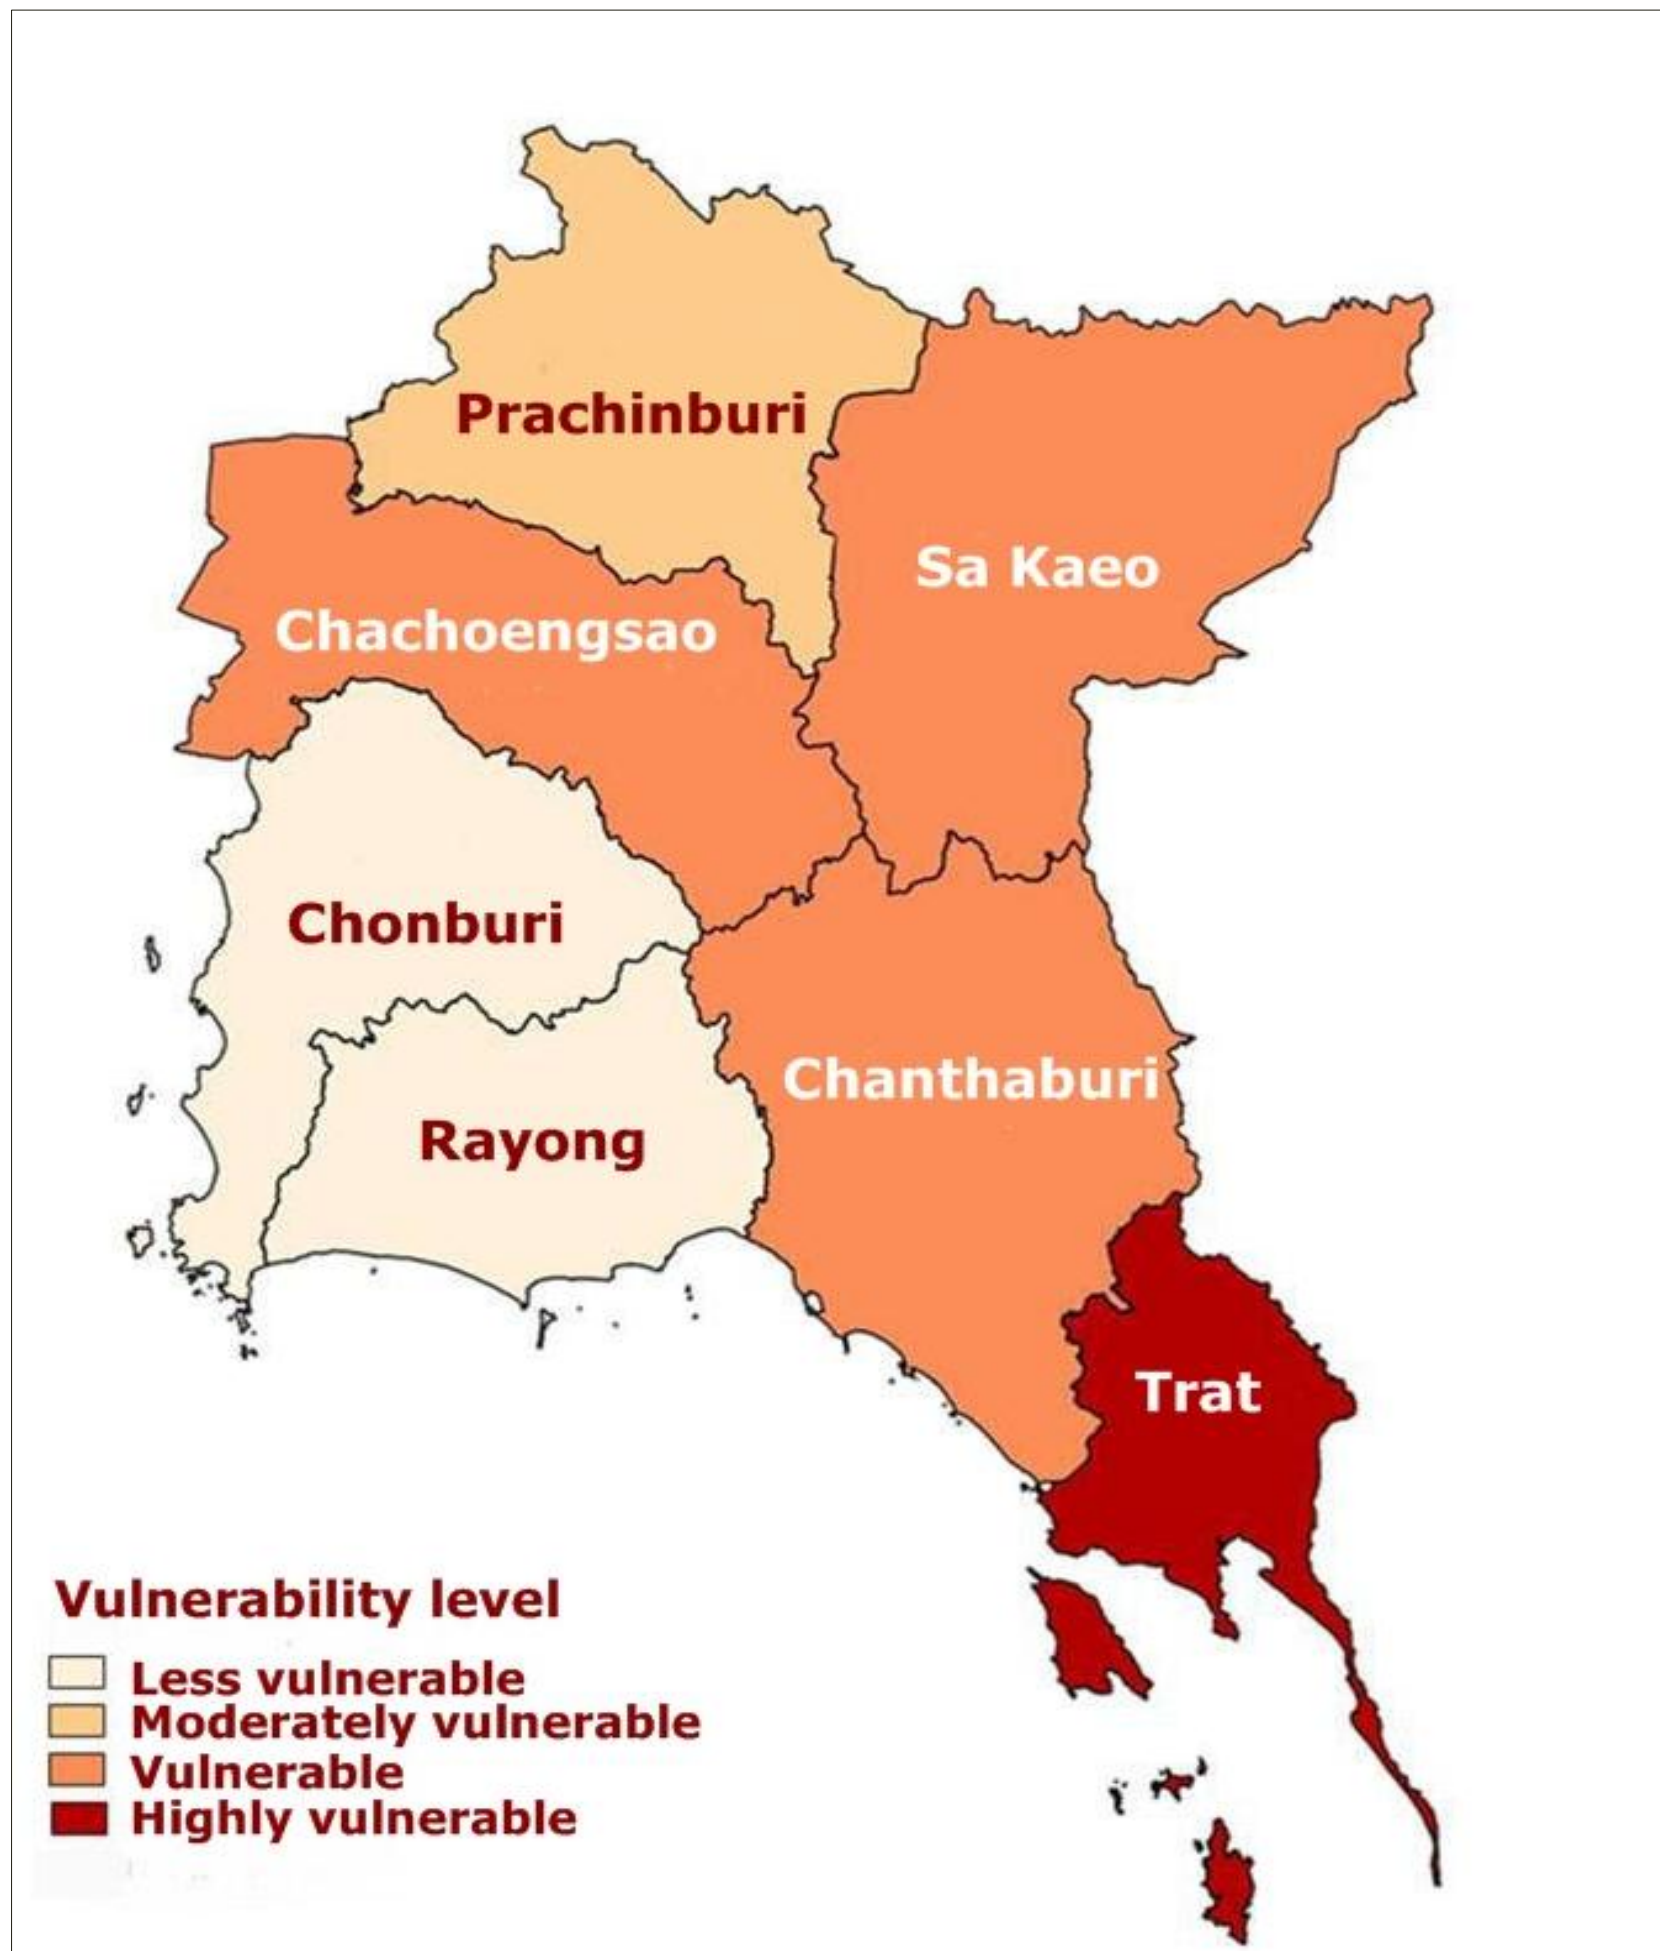 Prachinburi
Sa Kaeo
Chachoengsao
Chonburi
Chanthaburi
Rayong
Trat
Vulnerability level
Less vulnerable
Moderately vulnerable
Vulnerable
Highly vulnerable